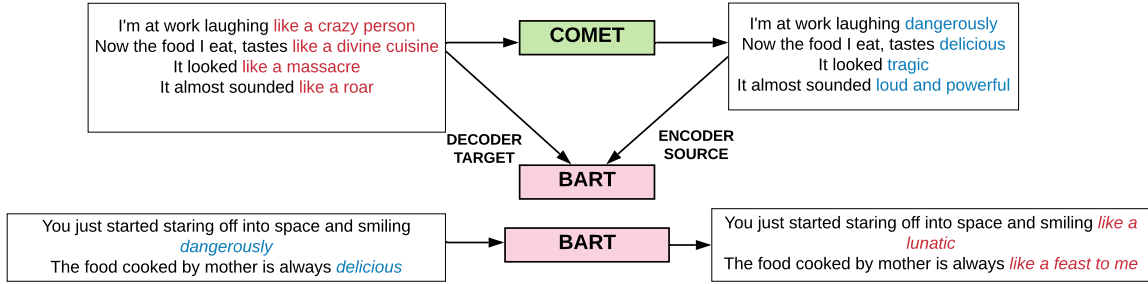 I'm at work laughing like a crazy person
Now the food I eat, tastes like a divine cuisine
It looked like a massacre
It almost sounded like a roar
COMET
I'm at work laughing dangerously
Now the food I eat, tastes delicious
It looked tragic
It almost sounded loud and powerful
DECODER
TARGET
ENCODER
SOURCE
BART
You just started staring off into space and smiling
dangerously
The food cooked by mother is always delicious
BART
You just started staring off into space and smiling like a
lunatic
The food cooked by mother is always like a feast to me